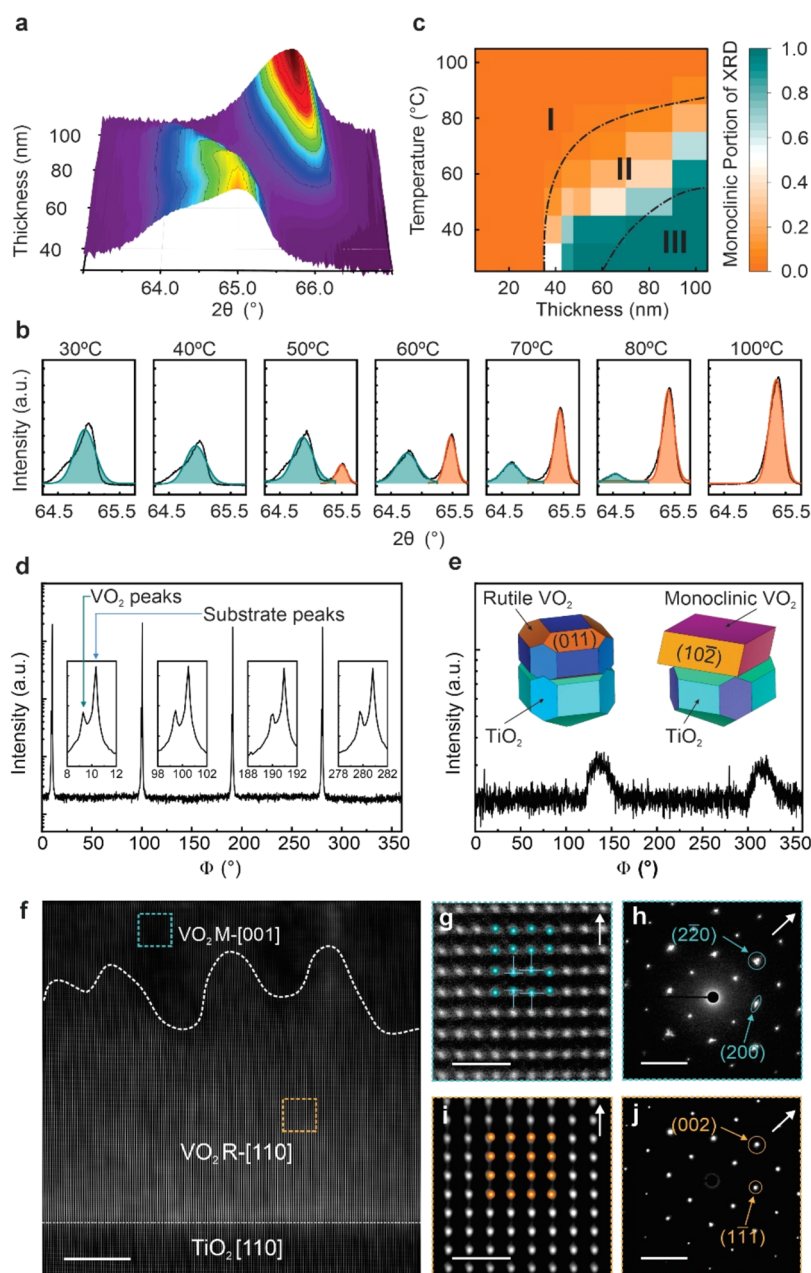 a
Thickness (nm)
100
80
60
40
64.0 65.0 66.0
2θ (°)
c
Temperature (°C)
100
80
60
40
I
II
III
20 40 60 80 100
Thickness (nm)
Monoclinic Portion of XRD
1.0
0.8
0.6
0.4
0.2
0.0
b
30ºC 40ºC 50ºC 60ºC 70ºC 80ºC 100ºC
Intensity (a.u.)
64.5 65.5 64.5 65.5 64.5 65.5 64.5 65.5 64.5 65.5 64.5 65.5 64.5 65.5
2θ (°)
d
VO₂ peaks
Substrate peaks
Intensity (a.u.)
8 10 12 98 100 102 188 190 192 278 280 282
0 50 100 150 200 250 300 350
Φ (°)
e
Rutile VO₂
Monoclinic VO₂
(011)
(102̄)
TiO₂
TiO₂
Intensity (a.u.)
0 50 100 150 200 250 300 350
Φ (°)
f
VO₂ M-[001]
VO₂ R-[110]
TiO₂ [110]
g
h
(22̄0)
(200)
i
j
(002)
(11̄1)